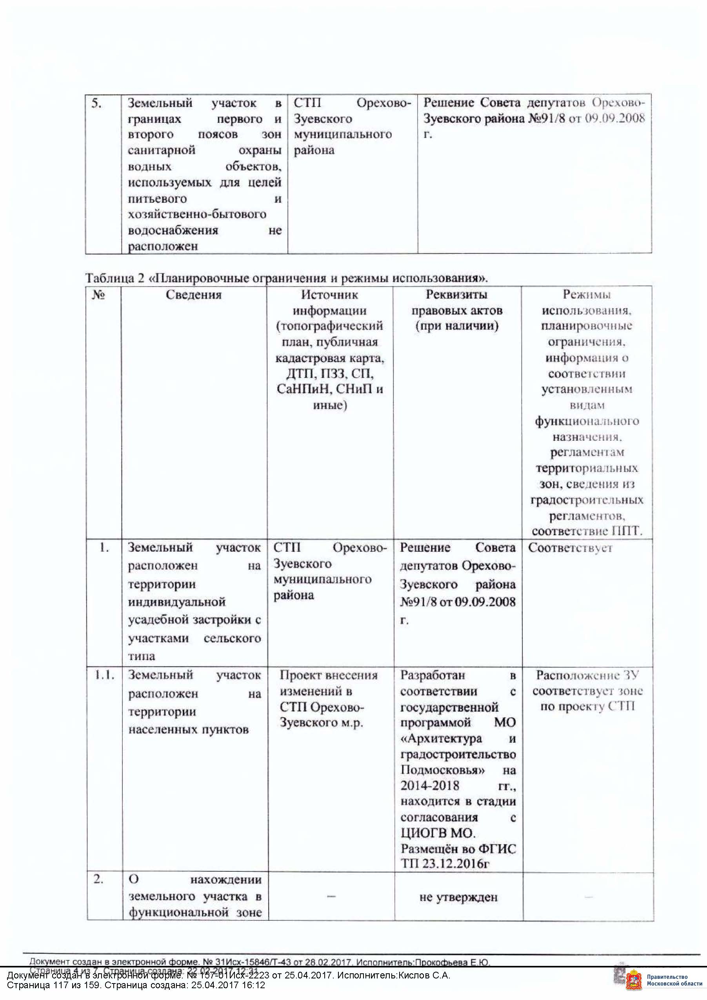 5.
Земельный участок в
границах первого и
второго поясов зон
санитарной охраны
водных объектов,
используемых для целей
питьевого и
хозяйственно-бытового
водоснабжения не
расположен
СТП Орехово-
Зуевского
муниципального
района
Решение Совета депутатов Орехово-
Зуевского района №91/8 от 09.09.2008
г.
Таблица 2 «Планировочные ограничения и режимы использования».
№
Сведения
Источник
информации
(топографический
план, публичная
кадастровая карта,
ДТП, ПЗЗ, СП,
СаНПиН, СНиП и
иные)
Реквизиты
правовых актов
(при наличии)
Режимы
использования,
планировочные
ограничения,
информация о
соответствии
установленным
видам
функционального
назначения,
регламентам
территориальных
зон, сведения из
градостроительных
регламентов,
соответствие ППТ.
1.
Земельный участок
расположен на
территории
индивидуальной
усадебной застройки с
участками сельского
типа
СТП Орехово-
Зуевского
муниципального
района
Решение Совета
депутатов Орехово-
Зуевского района
№91/8 от 09.09.2008
г.
Соответствует
1.1.
Земельный участок
расположен на
территории
населенных пунктов
Проект внесения
изменений в
СТП Орехово-
Зуевского м.р.
Разработан в
соответствии с
государственной
программой МО
«Архитектура и
градостроительство
Подмосковья» на
2014-2018 гг.,
находится в стадии
согласования с
ЦИОГВ МО.
Размещён во ФГИС
ТП 23.12.2016г
Расположение ЗУ
соответствует зоне
по проекту СТП
2.
О нахождении
земельного участка в
функциональной зоне
—
не утвержден
—
Документ создан в электронной форме. № 31Исх-15846/Т-43 от 28.02.2017. Исполнитель:Прокофьева Е.Ю.
Страница 4 из 7. Страница создана: 22.02.2017 12:31
Документ создан в электронной форме. № 157-01Исх-2223 от 25.04.2017. Исполнитель:Кислов С.А.
Страница 117 из 159. Страница создана: 25.04.2017 16:12
Правительство
Московской области